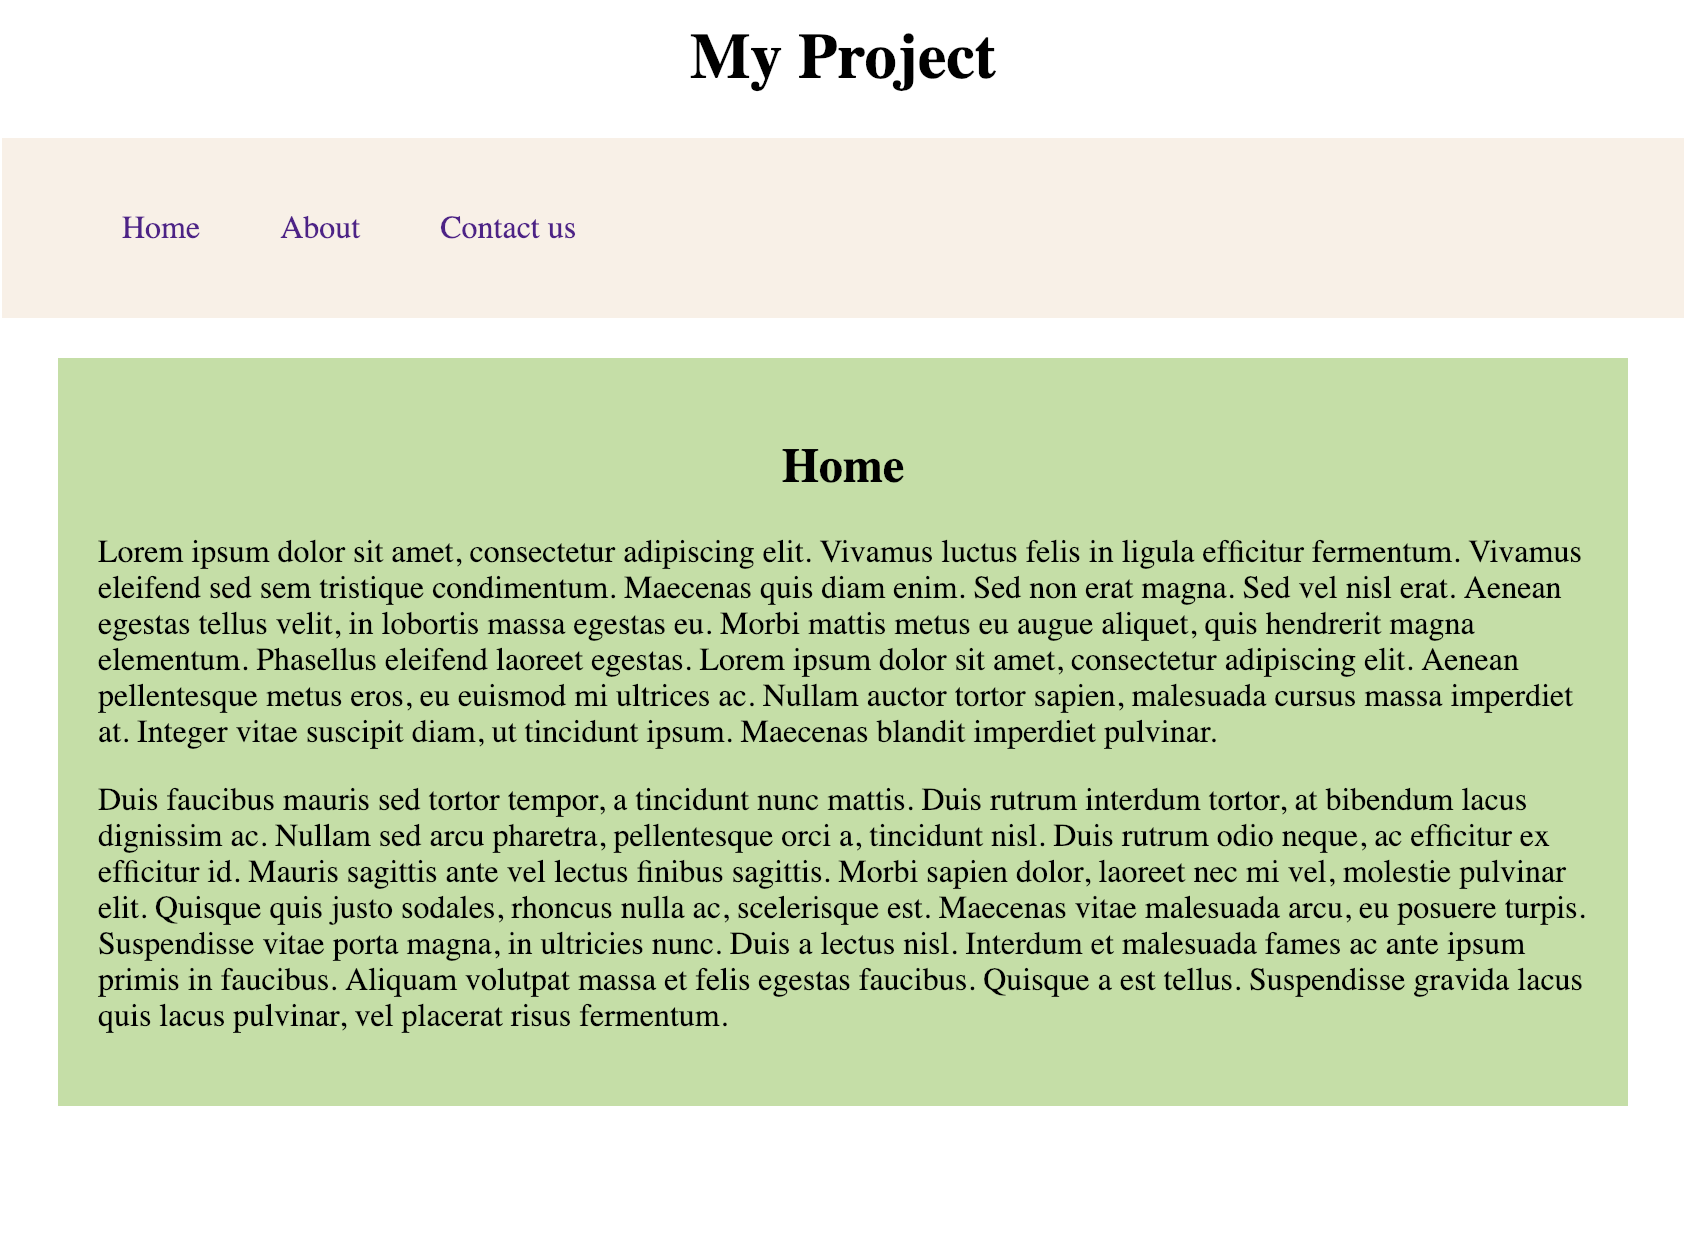 My Project
Home About Contact us
Home
Lorem ipsum dolor sit amet, consectetur adipiscing elit. Vivamus luctus felis in ligula efficitur fermentum. Vivamus
eleifend sed sem tristique condimentum. Maecenas quis diam enim. Sed non erat magna. Sed vel nisl erat. Aenean
egestas tellus velit, in lobortis massa egestas eu. Morbi mattis metus eu augue aliquet, quis hendrerit magna
elementum. Phasellus eleifend laoreet egestas. Lorem ipsum dolor sit amet, consectetur adipiscing elit. Aenean
pellentesque metus eros, eu euismod mi ultrices ac. Nullam auctor tortor sapien, malesuada cursus massa imperdiet
at. Integer vitae suscipit diam, ut tincidunt ipsum. Maecenas blandit imperdiet pulvinar.
Duis faucibus mauris sed tortor tempor, a tincidunt nunc mattis. Duis rutrum interdum tortor, at bibendum lacus
dignissim ac. Nullam sed arcu pharetra, pellentesque orci a, tincidunt nisl. Duis rutrum odio neque, ac efficitur ex
efficitur id. Mauris sagittis ante vel lectus finibus sagittis. Morbi sapien dolor, laoreet nec mi vel, molestie pulvinar
elit. Quisque quis justo sodales, rhoncus nulla ac, scelerisque est. Maecenas vitae malesuada arcu, eu posuere turpis.
Suspendisse vitae porta magna, in ultricies nunc. Duis a lectus nisl. Interdum et malesuada fames ac ante ipsum
primis in faucibus. Aliquam volutpat massa et felis egestas faucibus. Quisque a est tellus. Suspendisse gravida lacus
quis lacus pulvinar, vel placerat risus fermentum.